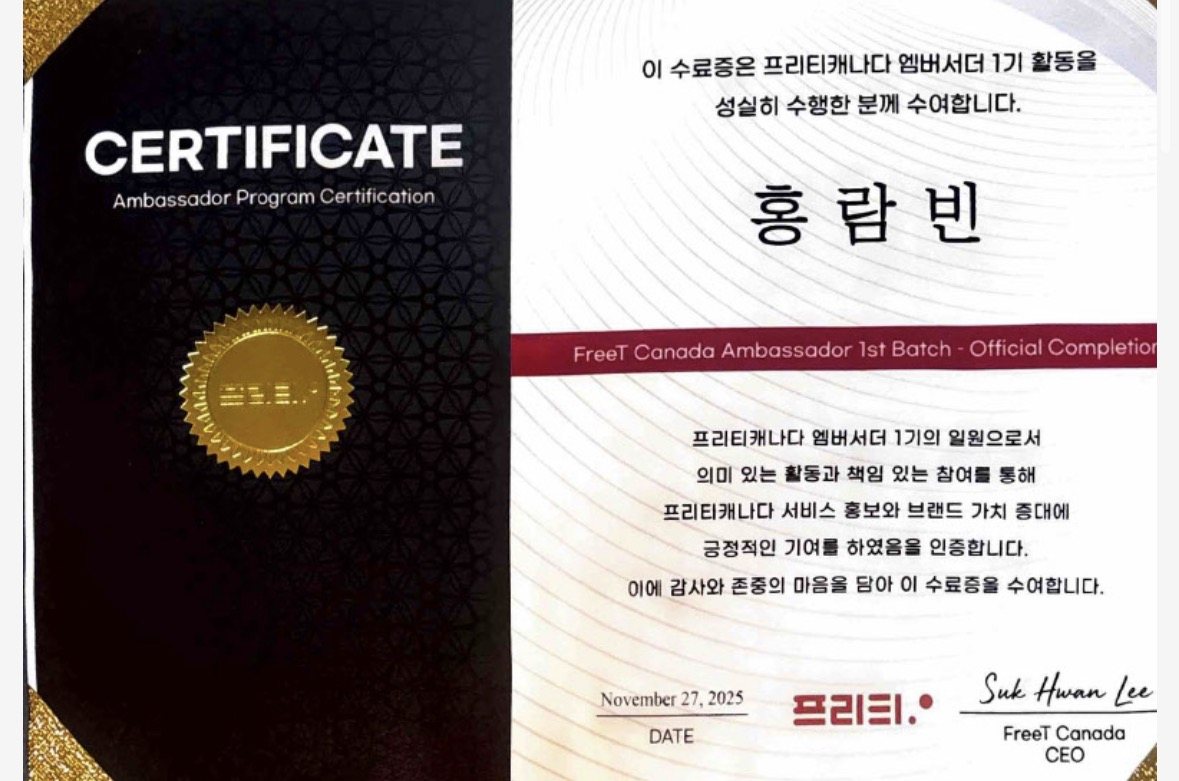 CERTIFICATE
Ambassador Program Certification
프리티.
이 수료증은 프리티캐나다 엠버서더 1기 활동을
성실히 수행한 분께 수여합니다.
홍 람 빈
FreeT Canada Ambassador 1st Batch - Official Completion
프리티캐나다 엠버서더 1기의 일원으로서
의미 있는 활동과 책임 있는 참여를 통해
프리티캐나다 서비스 홍보와 브랜드 가치 증대에
긍정적인 기여를 하였음을 인증합니다.
이에 감사와 존중의 마음을 담아 이 수료증을 수여합니다.
November 27, 2025
DATE
프리티.
Suk Hwan Lee
FreeT Canada
CEO